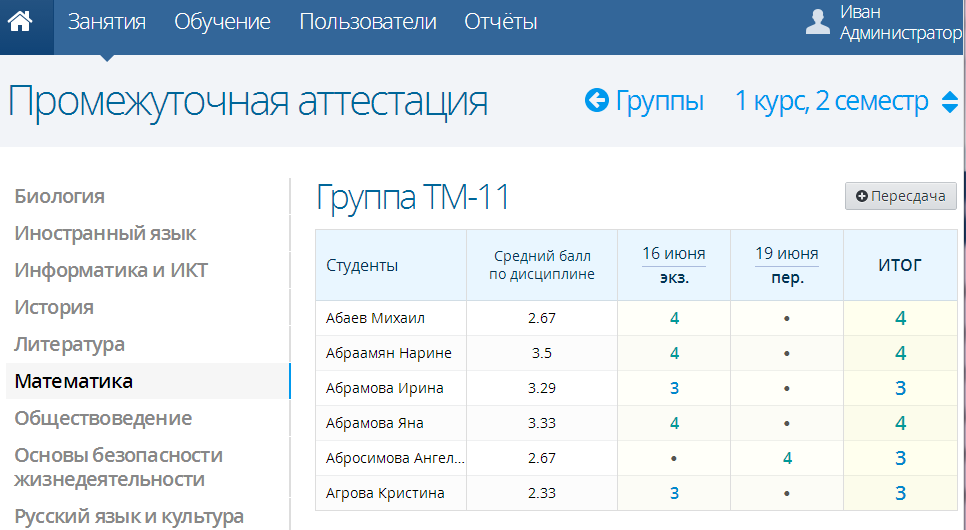 Занятия Обучение Пользователи Отчёты
Иван
Администратор
Промежуточная аттестация
Группы
1 курс, 2 семестр
Биология
Иностранный язык
Информатика и ИКТ
История
Литература
Математика
Обществоведение
Основы безопасности
жизнедеятельности
Русский язык и культура
Группа ТМ-11
Пересдача
Студенты
Средний балл
по дисциплине
16 июня
экз.
19 июня
пер.
ИТОГ
Абаев Михаил 2.67 4 • 4
Абраамян Нарине 3.5 4 • 4
Абрамова Ирина 3.29 3 • 3
Абрамова Яна 3.33 4 • 4
Абросимова Ангел... 2.67 • 4 3
Агрова Кристина 2.33 3 • 3